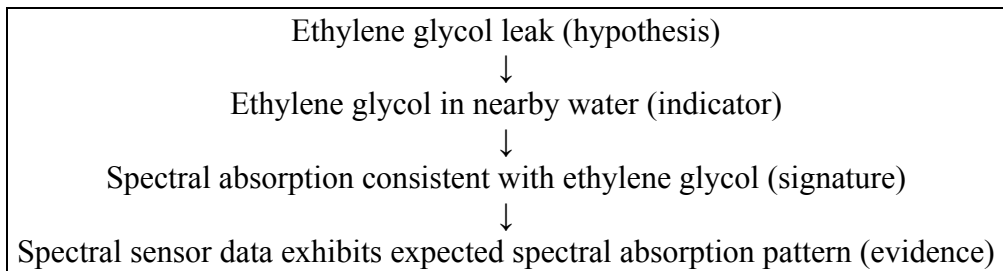 Ethylene glycol leak (hypothesis)
↓
Ethylene glycol in nearby water (indicator)
↓
Spectral absorption consistent with ethylene glycol (signature)
↓
Spectral sensor data exhibits expected spectral absorption pattern (evidence)